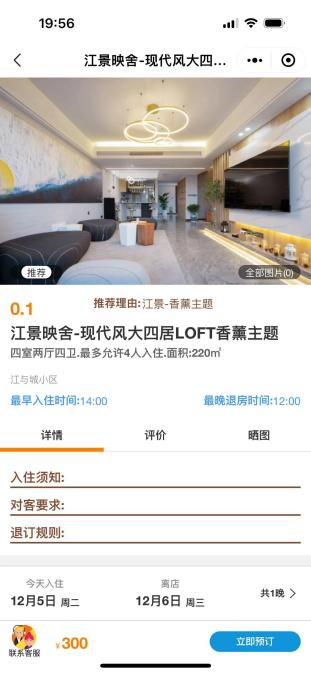 19:56
江景映舍-现代风大四...
推荐
全部图片(0)
0.1
推荐理由:江景-香薰主题
江景映舍-现代风大四居LOFT香薰主题
四室两厅四卫.最多允许4人入住.面积:220㎡
江与城小区
最早入住时间:14:00
最晚退房时间:12:00
详情
评价
晒图
入住须知:
对客要求:
退订规则:
今天入住
离店
12月5日 周二
12月6日 周三
共1晚
联系客服
¥300
立即预订